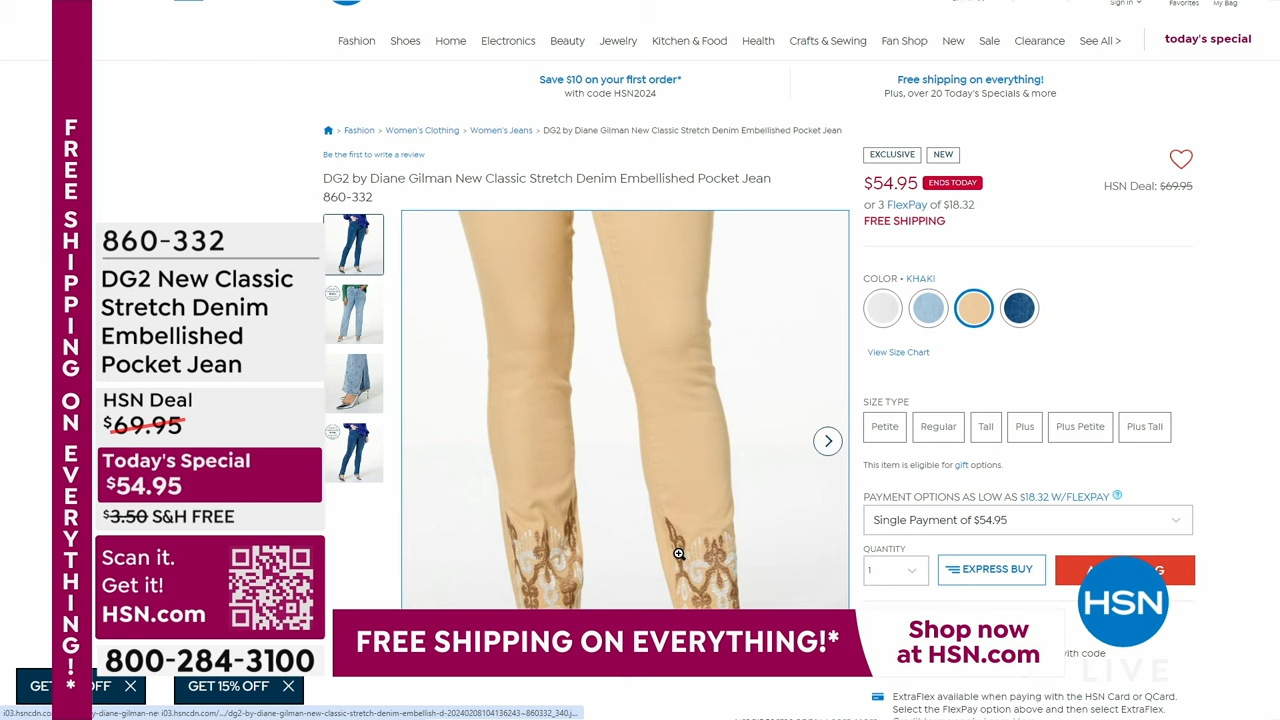 Sign In
Favorites
My Bag
Fashion
Shoes
Home
Electronics
Beauty
Jewelry
Kitchen & Food
Health
Crafts & Sewing
Fan Shop
New
Sale
Clearance
See All >
today's special
Save $10 on your first order*
with code HSN2024
Free shipping on everything!
Plus, over 20 Today's Specials & more
> Fashion > Women's Clothing > Women's Jeans > DG2 by Diane Gilman New Classic Stretch Denim Embellished Pocket Jean
Be the first to write a review
DG2 by Diane Gilman New Classic Stretch Denim Embellished Pocket Jean
860-332
EXCLUSIVE
NEW
$54.95 ENDS TODAY
HSN Deal: $69.95
or 3 FlexPay of $18.32
FREE SHIPPING
COLOR • KHAKI
View Size Chart
SIZE TYPE
Petite
Regular
Tall
Plus
Plus Petite
Plus Tall
This item is eligible for gift options.
PAYMENT OPTIONS AS LOW AS $18.32 W/FLEXPAY
Single Payment of $54.95
QUANTITY
1
EXPRESS BUY
HSN
LIVE
with code
ExtraFlex available when paying with the HSN Card or QCard.
Select the FlexPay option above and then select ExtraFlex.
FREE SHIPPING ON EVERYTHING!*
860-332
DG2 New Classic
Stretch Denim
Embellished
Pocket Jean
HSN Deal
$69.95
Today's Special
$54.95
$3.50 S&H FREE
Scan it.
Get it!
HSN.com
800-284-3100
FREE SHIPPING ON EVERYTHING!*
Shop now
at HSN.com
GET OFF
GET 15% OFF